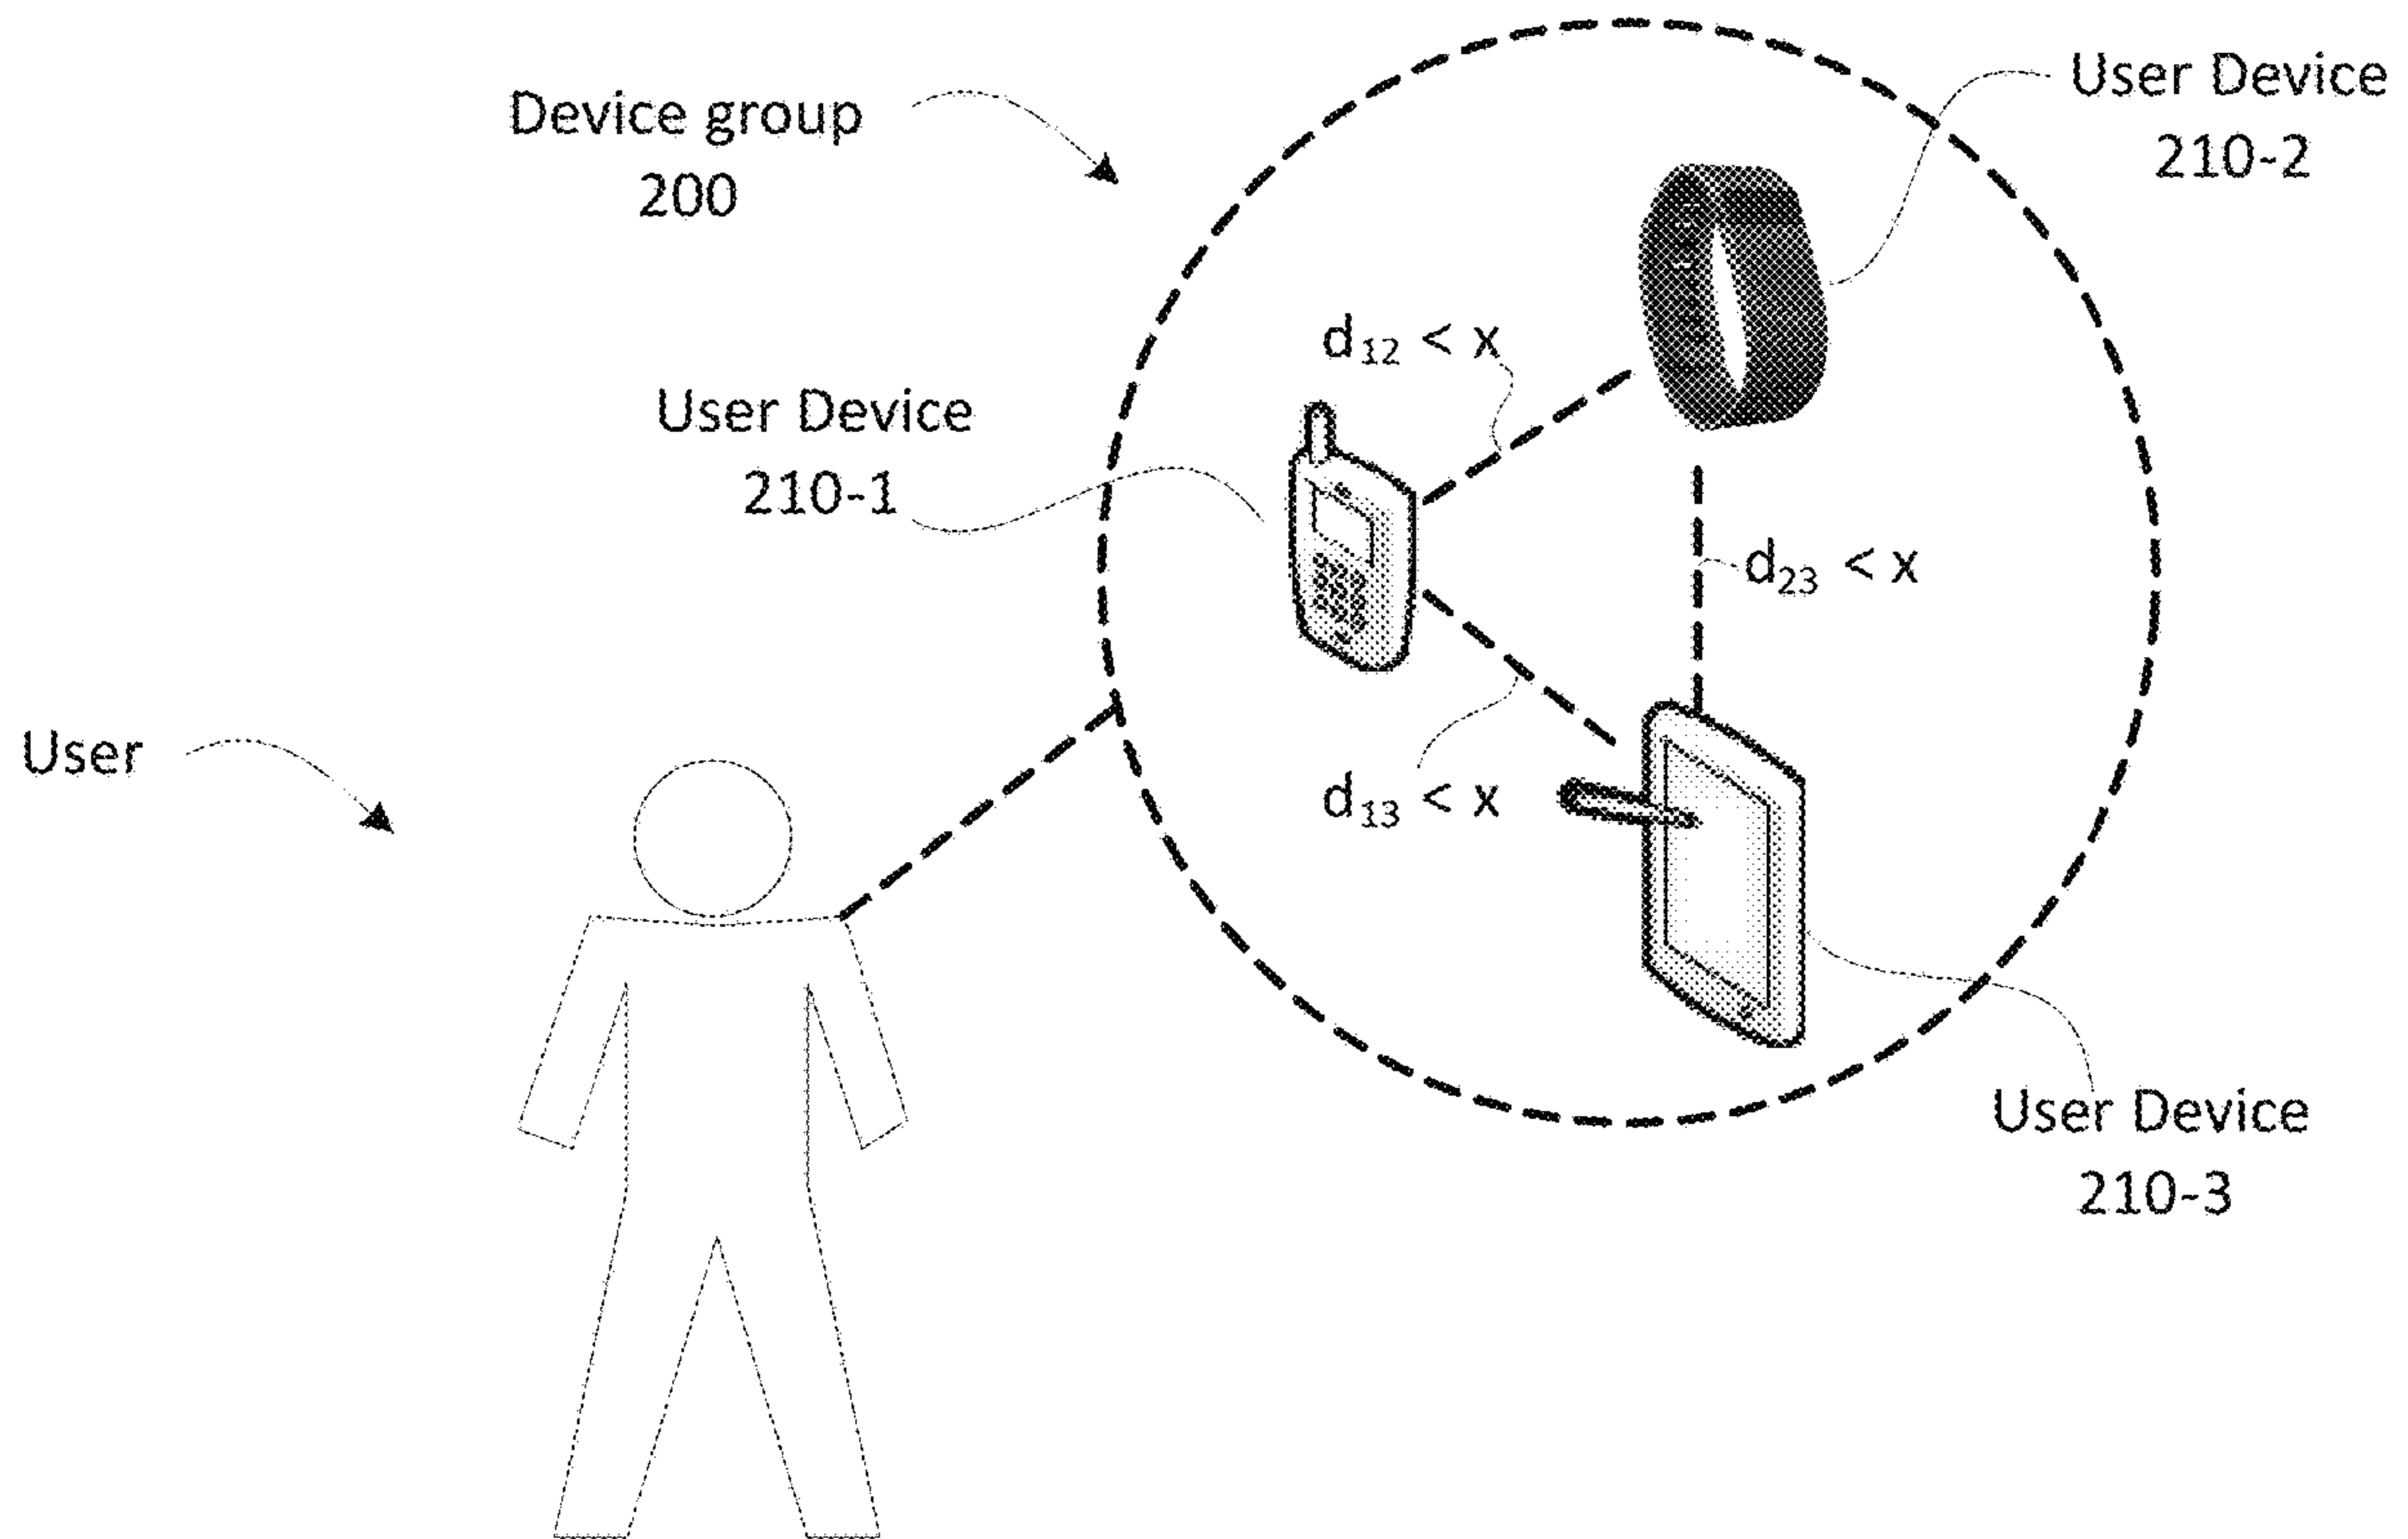 Device group
200
User Device
210-2
d₁₂ < x
User Device
210-1
d₂₃ < x
User
d₁₃ < x
User Device
210-3